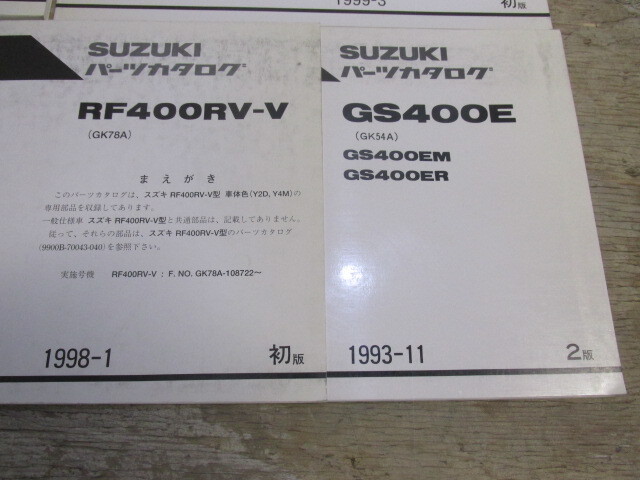 1999-3
初版
SUZUKI
パーツカタログ
RF400RV-V
(GK78A)
まえがき
このパーツカタログは、スズキ RF400RV-V型 車体色(Y2D, Y4M)の
専用部品を収録してあります。
一般仕様車 スズキ RF400RV-V型と共通部品は、記載してありません。
従って、それらの部品は、スズキ RF400RV-V型のパーツカタログ
(9900B-70043-040)を参照下さい。
実施号機 RF400RV-V : F. NO. GK78A-108722〜
1998-1
初版
SUZUKI
パーツカタログ
GS400E
(GK54A)
GS400EM
GS400ER
1993-11
2版